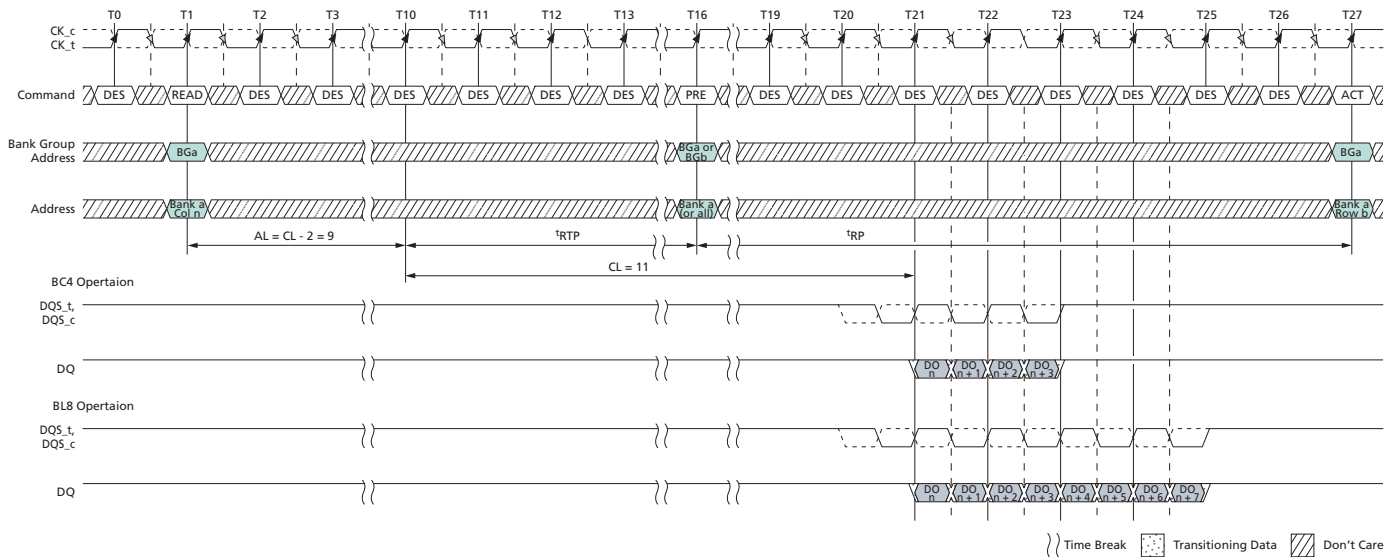 T0 T1 T2 T3 T10 T11 T12 T13 T16 T19 T20 T21 T22 T23 T24 T25 T26 T27
CK_c
CK_t
Command DES READ DES DES DES DES DES DES PRE DES DES DES DES DES DES DES DES ACT
Bank Group
Address
BGa
BGa or
BGb
BGa
Address
Bank a
Col n
Bank a
(or all)
Bank a
Row b
AL = CL - 2 = 9 tRTP tRP
CL = 11
BC4 Opertaion
DQS_t,
DQS_c
DQ
DO
n
DO
n + 1
DO
n + 2
DO
n + 3
BL8 Opertaion
DQS_t,
DQS_c
DQ
DO
n
DO
n + 1
DO
n + 2
DO
n + 3
DO
n + 4
DO
n + 5
DO
n + 6
DO
n + 7
Time Break Transitioning Data Don't Care